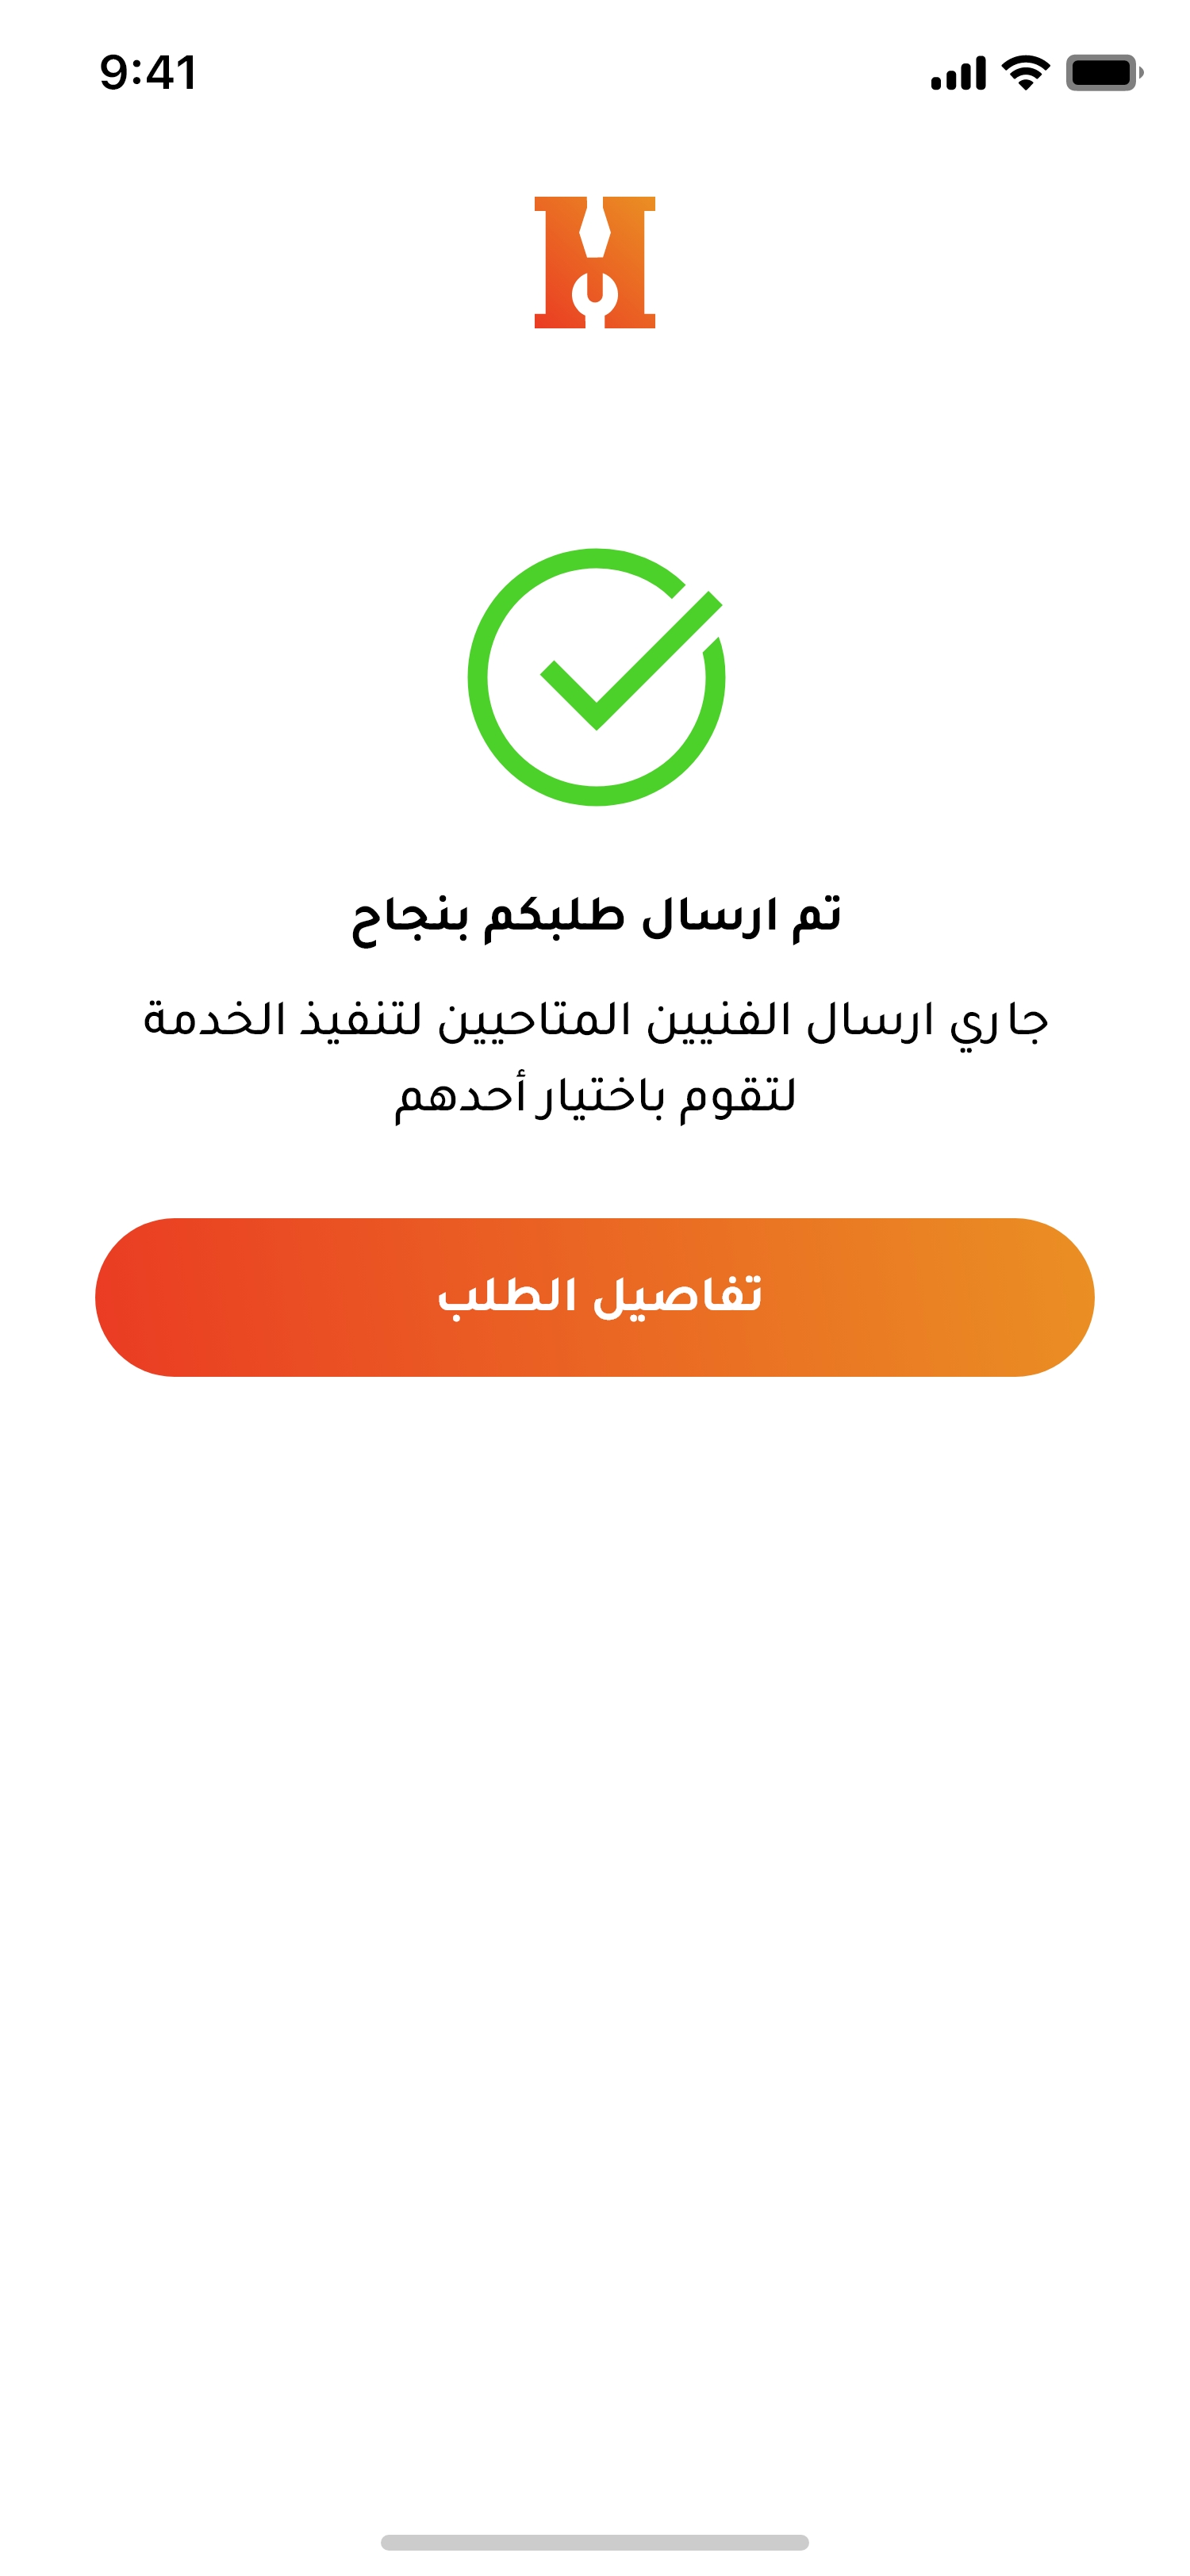 9:41
تم ارسال طلبكم بنجاح
جاري ارسال الفنيين المتاحيين لتنفيذ الخدمة
لتقوم باختيار أحدهم
تفاصيل الطلب